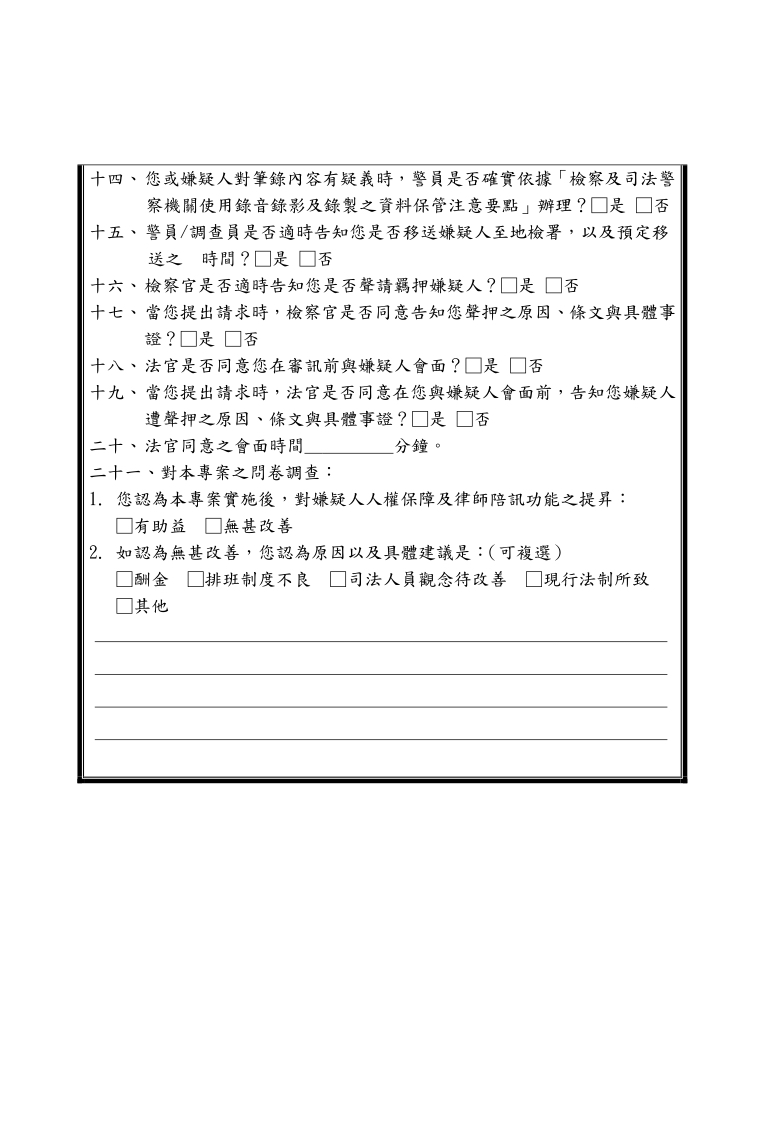 十四、您或嫌疑人對筆錄內容有疑義時，警員是否確實依據「檢察及司法警
察機關使用錄音錄影及錄製之資料保管注意要點」辦理？□是 □否
十五、警員/調查員是否適時告知您是否移送嫌疑人至地檢署，以及預定移
送之　時間？□是 □否
十六、檢察官是否適時告知您是否聲請羈押嫌疑人？□是 □否
十七、當您提出請求時，檢察官是否同意告知您聲押之原因、條文與具體事
證？□是 □否
十八、法官是否同意您在審訊前與嫌疑人會面？□是 □否
十九、當您提出請求時，法官是否同意在您與嫌疑人會面前，告知您嫌疑人
遭聲押之原因、條文與具體事證？□是 □否
二十、法官同意之會面時間__________分鐘。
二十一、對本專案之問卷調查：
1. 您認為本專案實施後，對嫌疑人人權保障及律師陪訊功能之提昇：
□有助益 □無甚改善
2. 如認為無甚改善，您認為原因以及具體建議是：(可複選)
□酬金 □排班制度不良 □司法人員觀念待改善 □現行法制所致
□其他